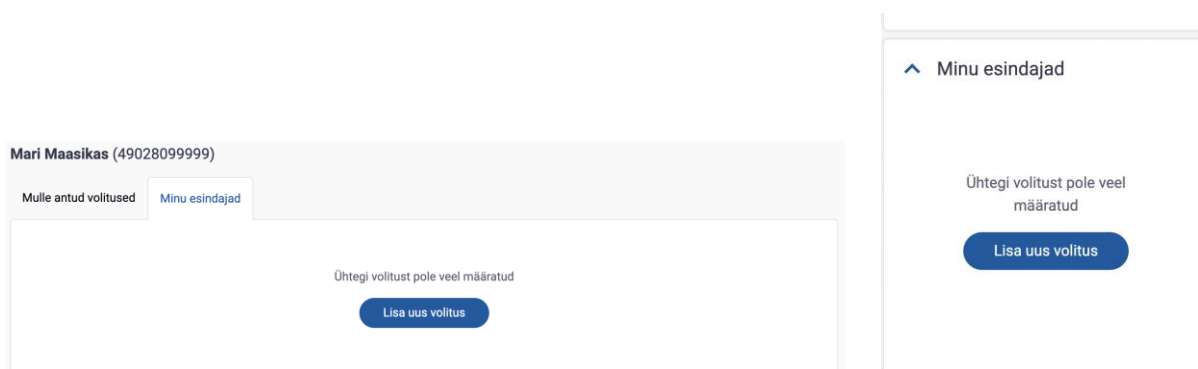 Mari Maasikas (49028099999)
Mulle antud volitused Minu esindajad
Ühtegi volitust pole veel määratud
Lisa uus volitus
Minu esindajad
Ühtegi volitust pole veel
määratud
Lisa uus volitus